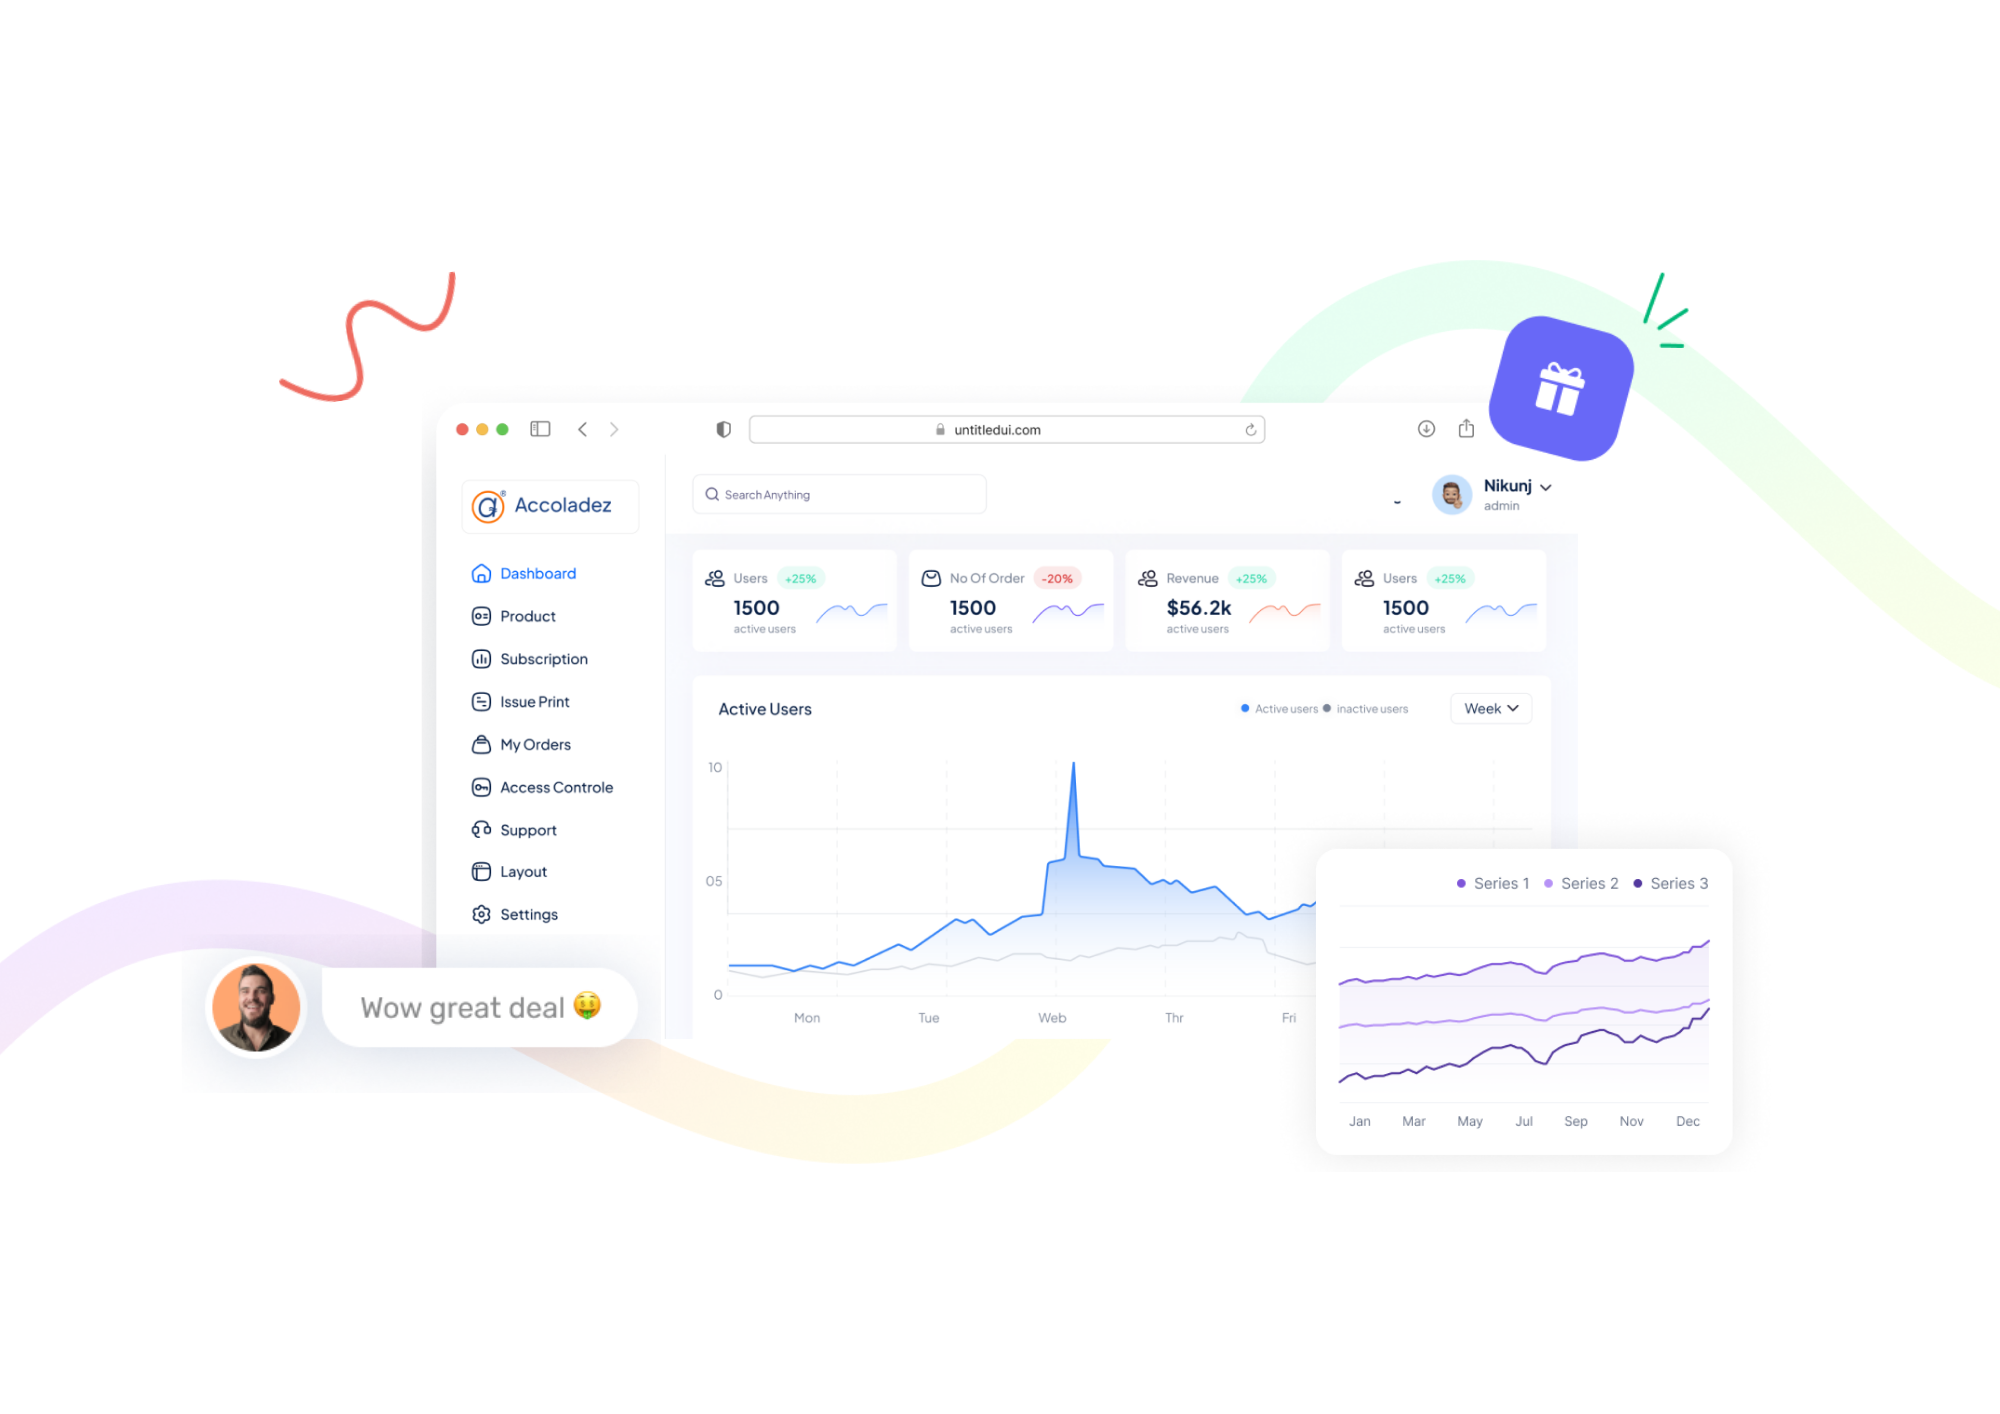 untitledui.com
Accoladez
Search Anything
Nikunj
admin
Dashboard
Product
Subscription
Issue Print
My Orders
Access Controle
Support
Layout
Settings
Users +25%
1500
active users
No Of Order -20%
1500
active users
Revenue +25%
$56.2k
active users
Users +25%
1500
active users
Active Users
Active users inactive users
Week
10
05
0
Mon Tue Web Thr Fri
Series 1 Series 2 Series 3
Jan Mar May Jul Sep Nov Dec
Wow great deal 🤑